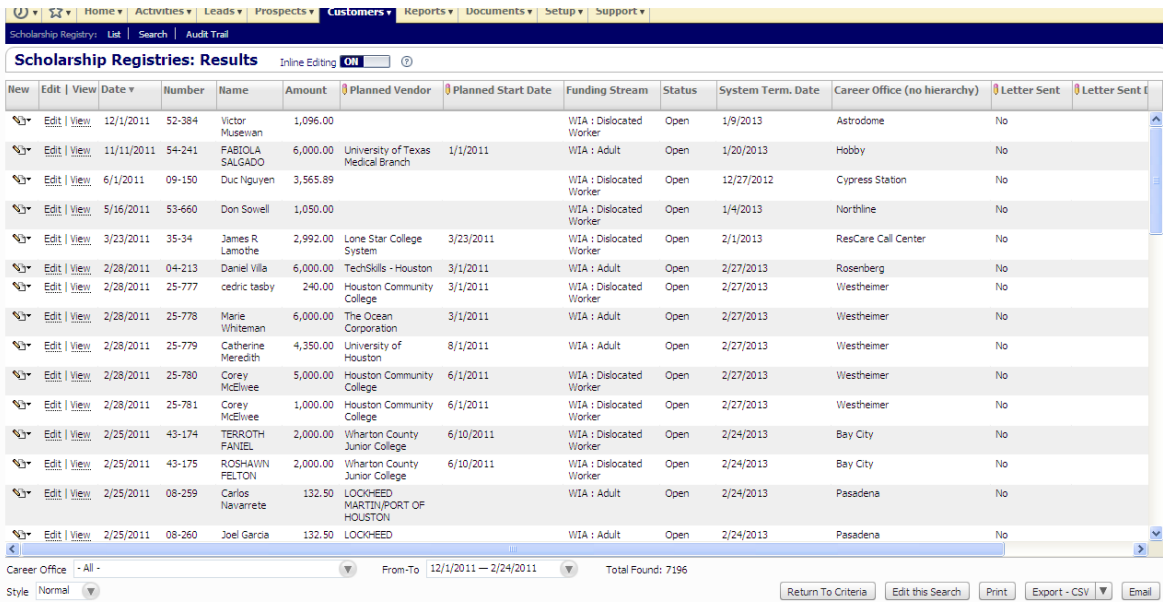 Home Activities Leads Prospects Customers Reports Documents Setup Support
Scholarship Registry: List Search Audit Trail
Scholarship Registries: Results Inline Editing ON
New Edit | View Date Number Name Amount Planned Vendor Planned Start Date Funding Stream Status System Term. Date Career Office (no hierarchy) Letter Sent Letter Sent
Edit | View 12/1/2011 52-384 Victor 1,096.00 WIA : Dislocated Open 1/9/2013 Astrodome No
Musewan Worker
Edit | View 11/11/2011 54-241 FABIOLA 6,000.00 University of Texas 1/1/2011 WIA : Adult Open 1/20/2013 Hobby No
SALGADO Medical Branch
Edit | View 6/1/2011 09-150 Duc Nguyen 3,565.89 WIA : Dislocated Open 12/27/2012 Cypress Station No
Worker
Edit | View 5/16/2011 53-660 Don Sowell 1,050.00 WIA : Dislocated Open 1/4/2013 Northline No
Worker
Edit | View 3/23/2011 35-34 James R 2,992.00 Lone Star College 3/23/2011 WIA : Dislocated Open 2/1/2013 ResCare Call Center No
Lamothe System Worker
Edit | View 2/28/2011 04-213 Daniel Villa 6,000.00 TechSkills - Houston 3/1/2011 WIA : Adult Open 2/27/2013 Rosenberg No
Edit | View 2/28/2011 25-777 cedric tasby 240.00 Houston Community 3/1/2011 WIA : Dislocated Open 2/27/2013 Westheimer No
College Worker
Edit | View 2/28/2011 25-778 Marie 6,000.00 The Ocean 3/1/2011 WIA : Adult Open 2/27/2013 Westheimer No
Whiteman Corporation
Edit | View 2/28/2011 25-779 Catherine 4,350.00 University of 8/1/2011 WIA : Adult Open 2/27/2013 Westheimer No
Meredith Houston
Edit | View 2/28/2011 25-780 Corey 5,000.00 Houston Community 6/1/2011 WIA : Dislocated Open 2/27/2013 Westheimer No
McElwee College Worker
Edit | View 2/28/2011 25-781 Corey 1,000.00 Houston Community 6/1/2011 WIA : Dislocated Open 2/27/2013 Westheimer No
McElwee College Worker
Edit | View 2/25/2011 43-174 TERROTH 2,000.00 Wharton County 6/10/2011 WIA : Dislocated Open 2/24/2013 Bay City No
FANIEL Junior College Worker
Edit | View 2/25/2011 43-175 ROSHAWN 2,000.00 Wharton County 6/10/2011 WIA : Dislocated Open 2/24/2013 Bay City No
FELTON Junior College Worker
Edit | View 2/25/2011 08-259 Carlos 132.50 LOCKHEED WIA : Adult Open 2/24/2013 Pasadena No
Navarrete MARTIN/PORT OF
HOUSTON
Edit | View 2/25/2011 08-260 Joel Garcia 132.50 LOCKHEED WIA : Adult Open 2/24/2013 Pasadena No
Career Office - All - From-To 12/1/2011 — 2/24/2011 Total Found: 7196
Style Normal Return To Criteria Edit this Search Print Export - CSV Email